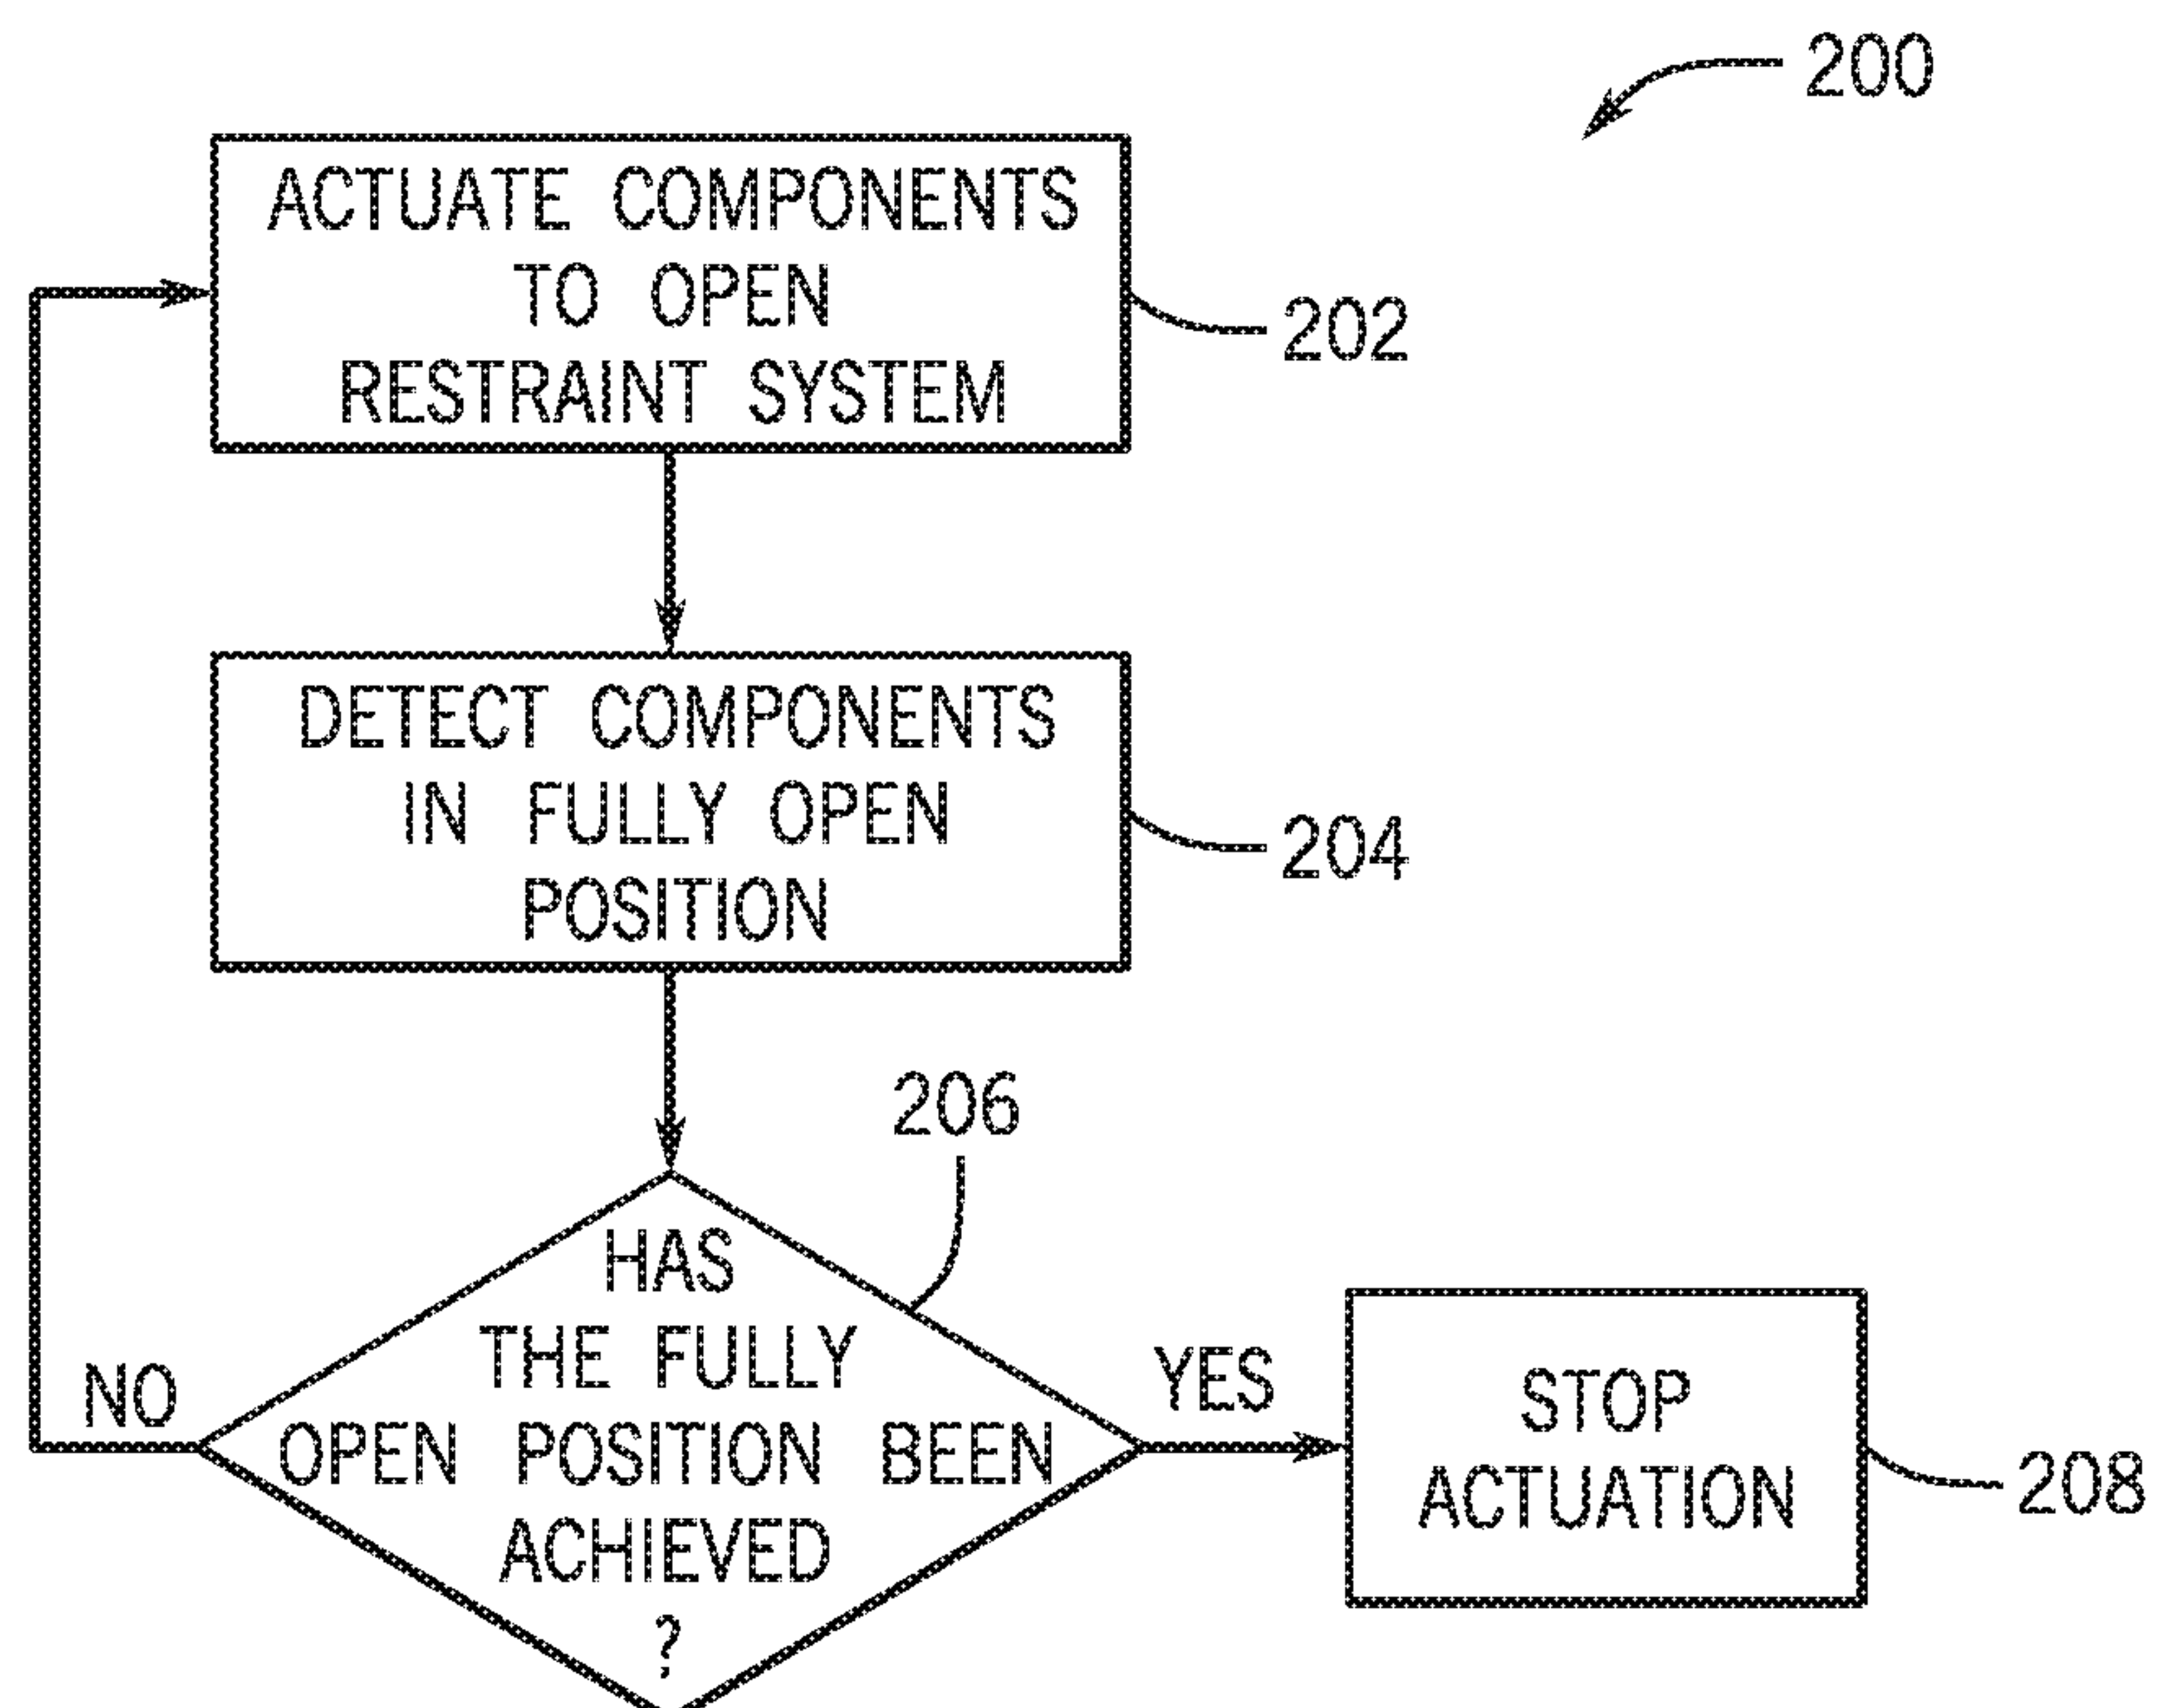 200
ACTUATE COMPONENTS
TO OPEN
RESTRAINT SYSTEM
202
DETECT COMPONENTS
IN FULLY OPEN
POSITION
204
206
HAS
THE FULLY
OPEN POSITION BEEN
ACHIEVED
?
NO
YES
STOP
ACTUATION
208